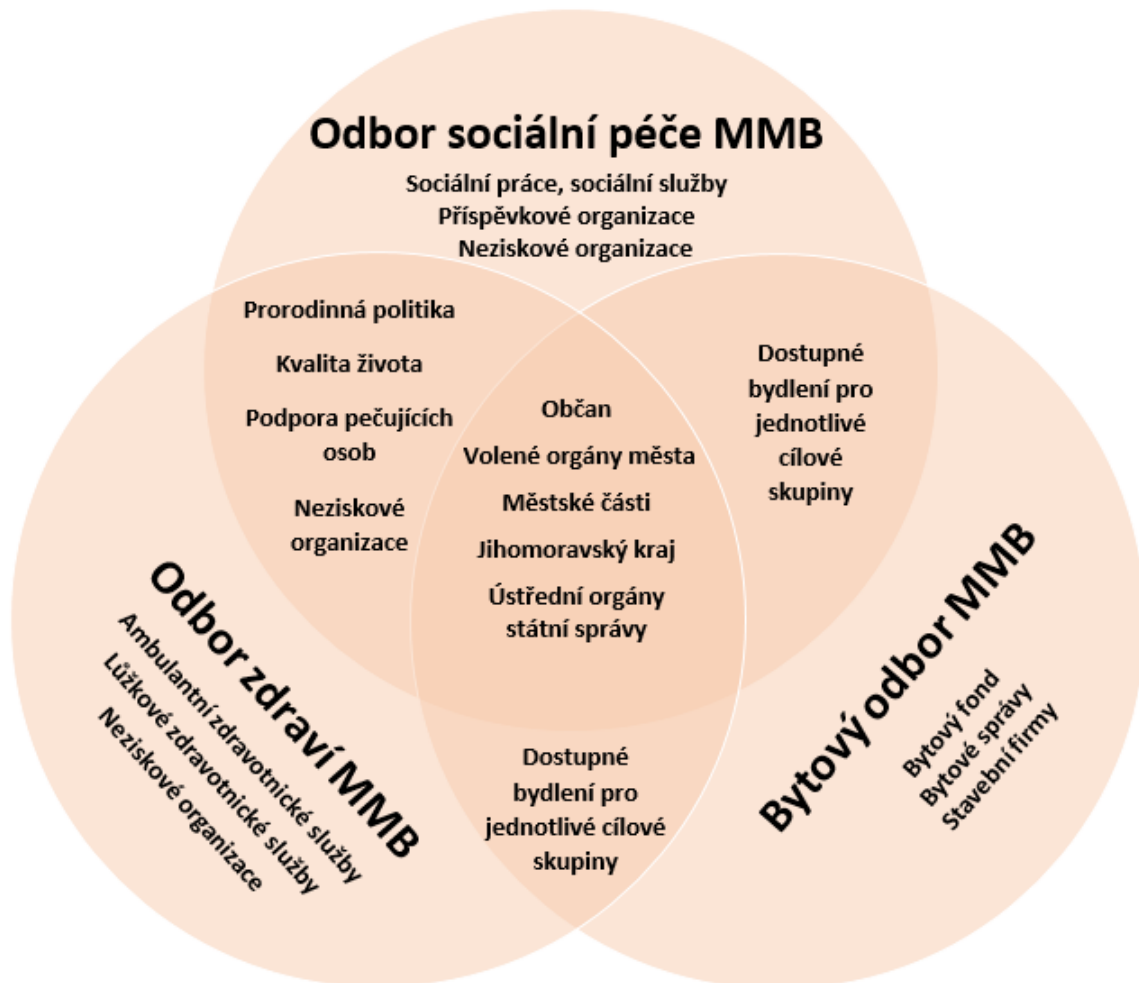 Odbor sociální péče MMB
Sociální práce, sociální služby
Příspěvkové organizace
Neziskové organizace
Prorodinná politika
Kvalita života
Podpora pečujících
osob
Neziskové
organizace
Občan
Volené orgány města
Městské části
Jihomoravský kraj
Ústřední orgány
státní správy
Dostupné
bydlení pro
jednotlivé
cílové
skupiny
Odbor zdraví MMB
Ambulantní zdravotnické služby
Lůžkové zdravotnické služby
Neziskové organizace
Dostupné
bydlení pro
jednotlivé cílové
skupiny
Bytový odbor MMB
Bytový fond
Bytové správy
Stavební firmy